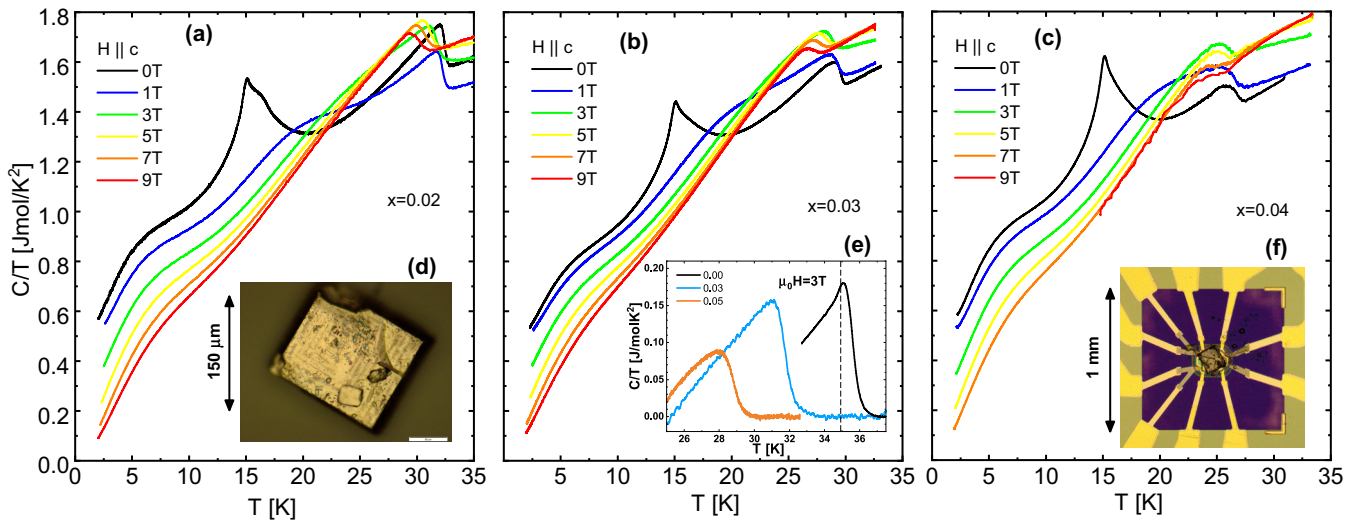 (a)
H || c
0T
1T
3T
5T
7T
9T
x=0.02
(d)
150 μm
C/T [Jmol/K²]
1.8
1.6
1.4
1.2
1.0
0.8
0.6
0.4
0.2
0.0
0 5 10 15 20 25 30 35
T [K]
(b)
H || c
0T
1T
3T
5T
7T
9T
x=0.03
(e)
0.00
0.03
0.05
μ₀H=3T
C/T [J/molK²]
0.20
0.15
0.10
0.05
0.00
26 28 30 32 34 36
T [K]
0 5 10 15 20 25 30 35
T [K]
(c)
H || c
0T
1T
3T
5T
7T
9T
x=0.04
(f)
1 mm
0 5 10 15 20 25 30 35
T [K]